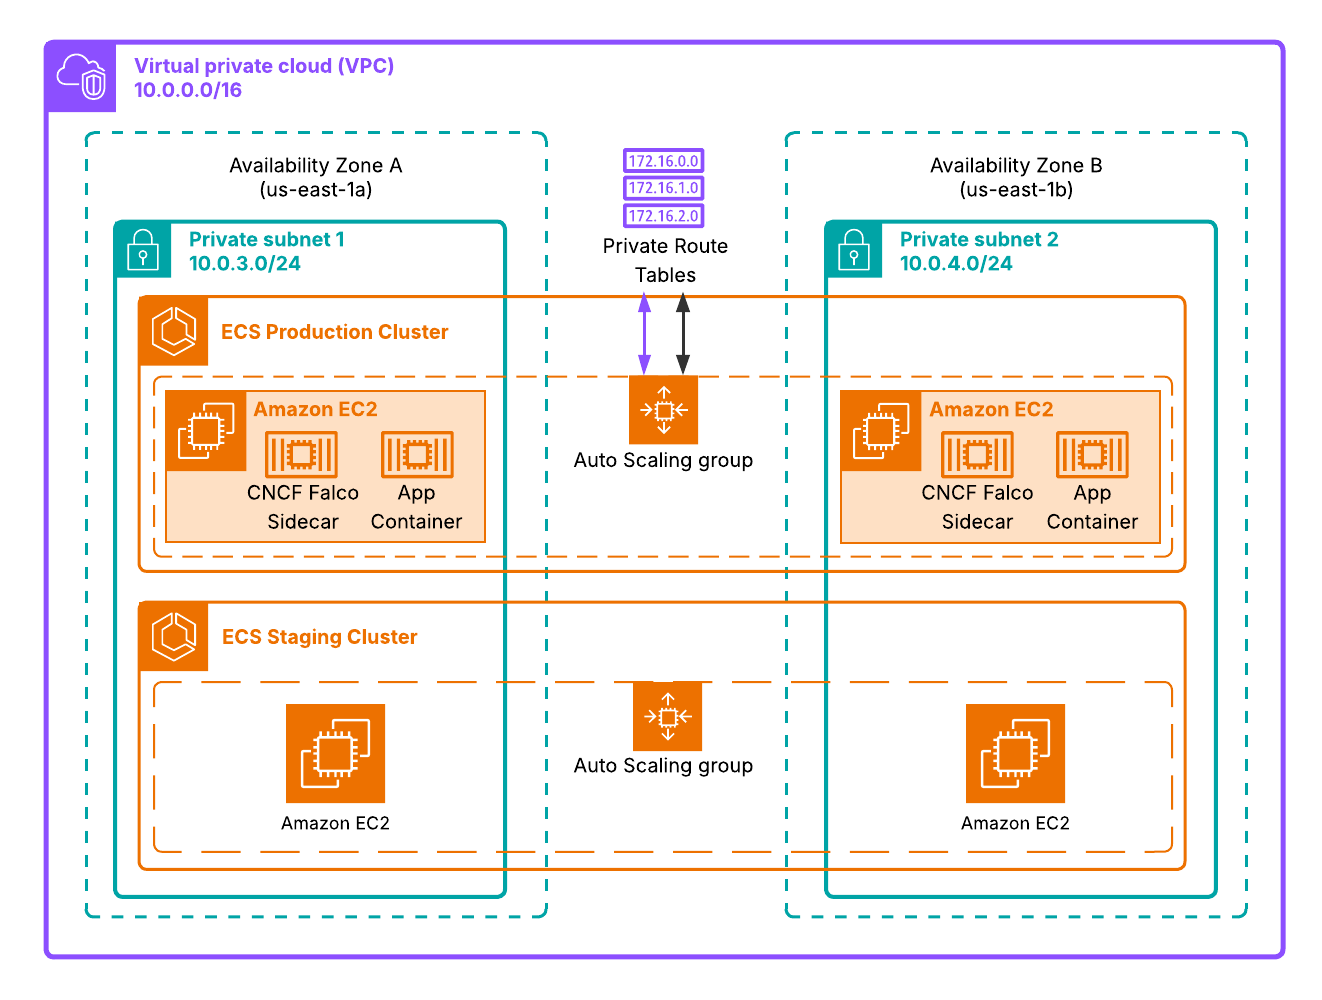 Virtual private cloud (VPC)
10.0.0.0/16
Availability Zone A
(us-east-1a)
172.16.0.0
172.16.1.0
172.16.2.0
Private Route
Tables
Availability Zone B
(us-east-1b)
Private subnet 1
10.0.3.0/24
Private subnet 2
10.0.4.0/24
ECS Production Cluster
Amazon EC2
CNCF Falco
Sidecar
App
Container
Auto Scaling group
Amazon EC2
CNCF Falco
Sidecar
App
Container
ECS Staging Cluster
Amazon EC2
Auto Scaling group
Amazon EC2